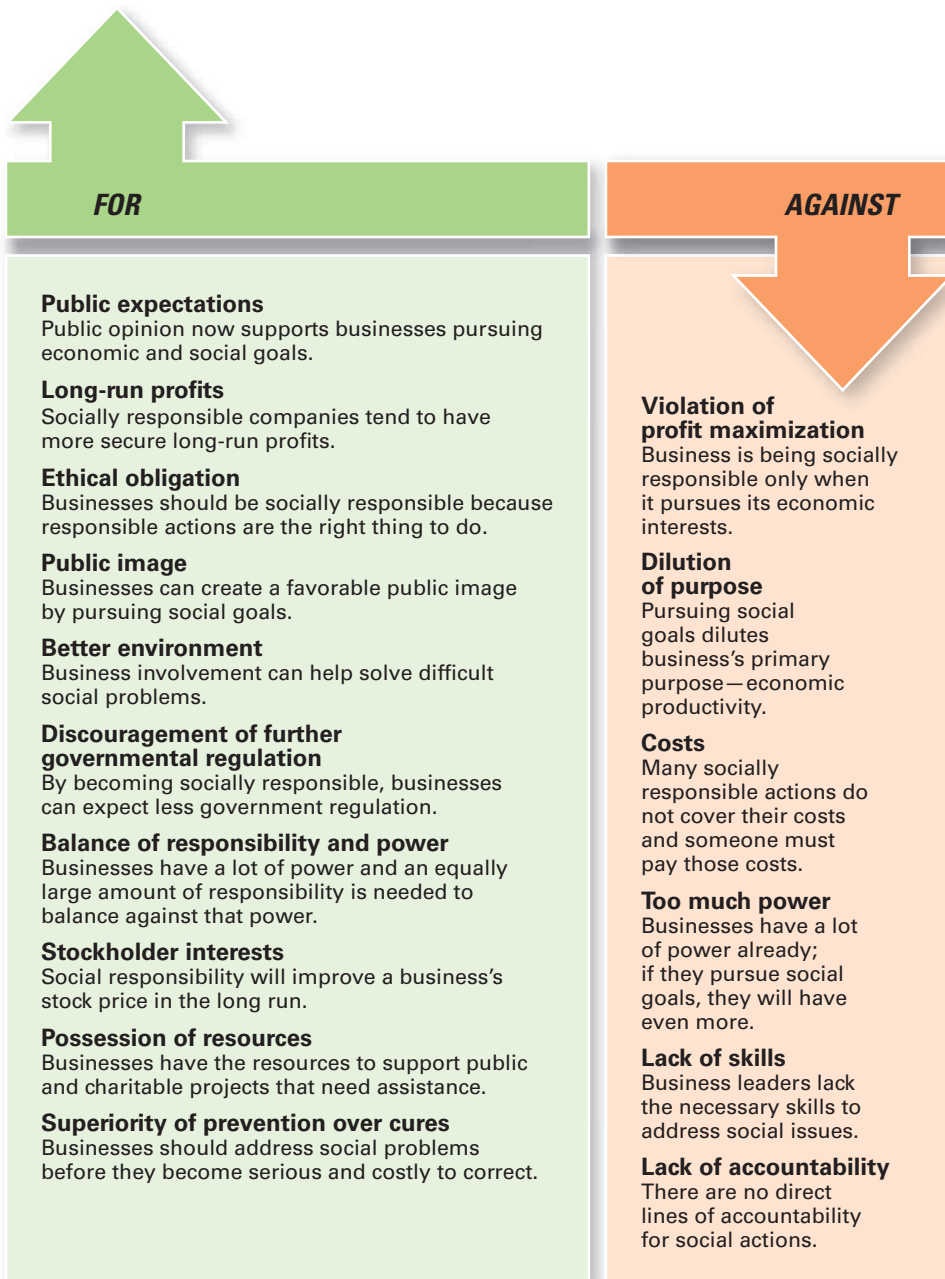 FOR
Public expectations
Public opinion now supports businesses pursuing
economic and social goals.
Long-run profits
Socially responsible companies tend to have
more secure long-run profits.
Ethical obligation
Businesses should be socially responsible because
responsible actions are the right thing to do.
Public image
Businesses can create a favorable public image
by pursuing social goals.
Better environment
Business involvement can help solve difficult
social problems.
Discouragement of further
governmental regulation
By becoming socially responsible, businesses
can expect less government regulation.
Balance of responsibility and power
Businesses have a lot of power and an equally
large amount of responsibility is needed to
balance against that power.
Stockholder interests
Social responsibility will improve a business's
stock price in the long run.
Possession of resources
Businesses have the resources to support public
and charitable projects that need assistance.
Superiority of prevention over cures
Businesses should address social problems
before they become serious and costly to correct.
AGAINST
Violation of
profit maximization
Business is being socially
responsible only when
it pursues its economic
interests.
Dilution
of purpose
Pursuing social
goals dilutes
business's primary
purpose—economic
productivity.
Costs
Many socially
responsible actions do
not cover their costs
and someone must
pay those costs.
Too much power
Businesses have a lot
of power already;
if they pursue social
goals, they will have
even more.
Lack of skills
Business leaders lack
the necessary skills to
address social issues.
Lack of accountability
There are no direct
lines of accountability
for social actions.